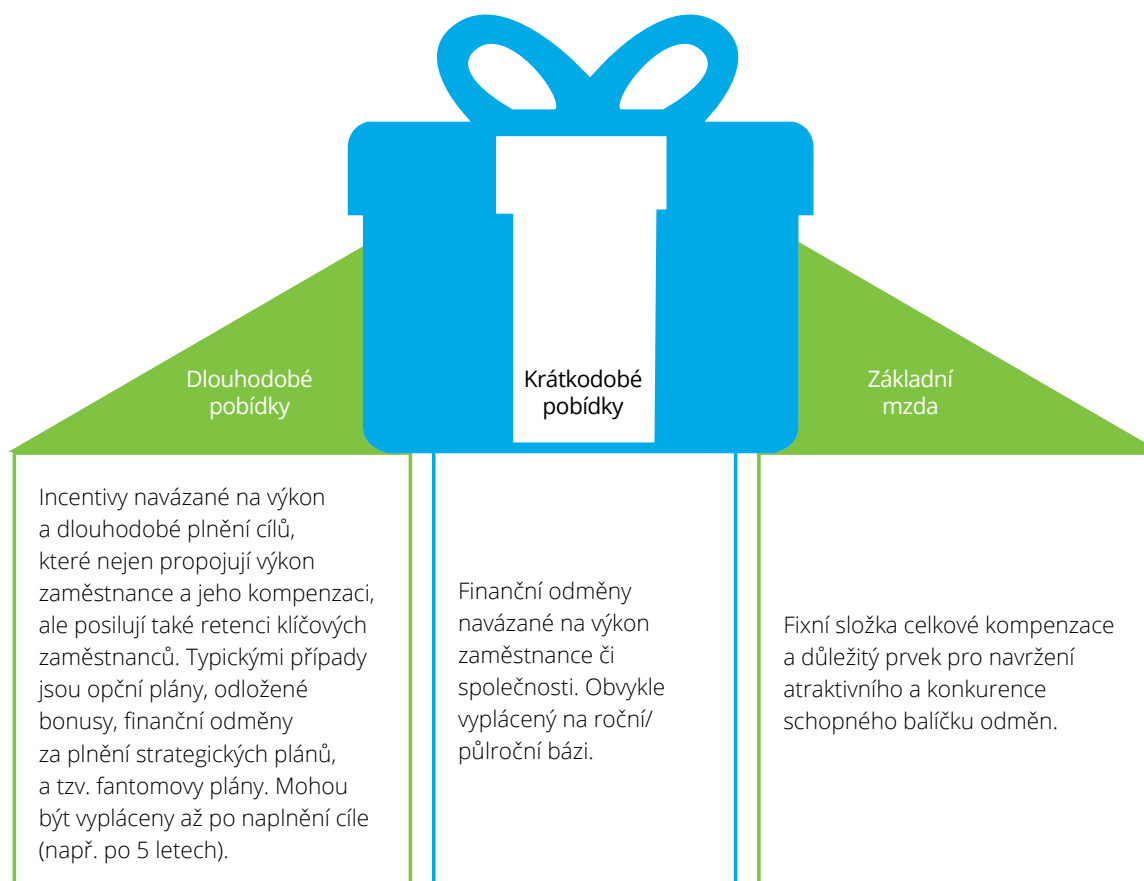 Dlouhodobé
pobídky
Incentivy navázané na výkon
a dlouhodobé plnění cílů,
které nejen propojují výkon
zaměstnance a jeho kompenzaci,
ale posilují také retenci klíčových
zaměstnanců. Typickými případy
jsou opční plány, odložené
bonusy, finanční odměny
za plnění strategických plánů,
a tzv. fantomovy plány. Mohou
být vypláceny až po naplnění cíle
(např. po 5 letech).
Krátkodobé
pobídky
Finanční odměny
navázané na výkon
zaměstnance či
společnosti. Obvykle
vyplácený na roční/
půlroční bázi.
Základní
mzda
Fixní složka celkové kompenzace
a důležitý prvek pro navržení
atraktivního a konkurence
schopného balíčku odměn.